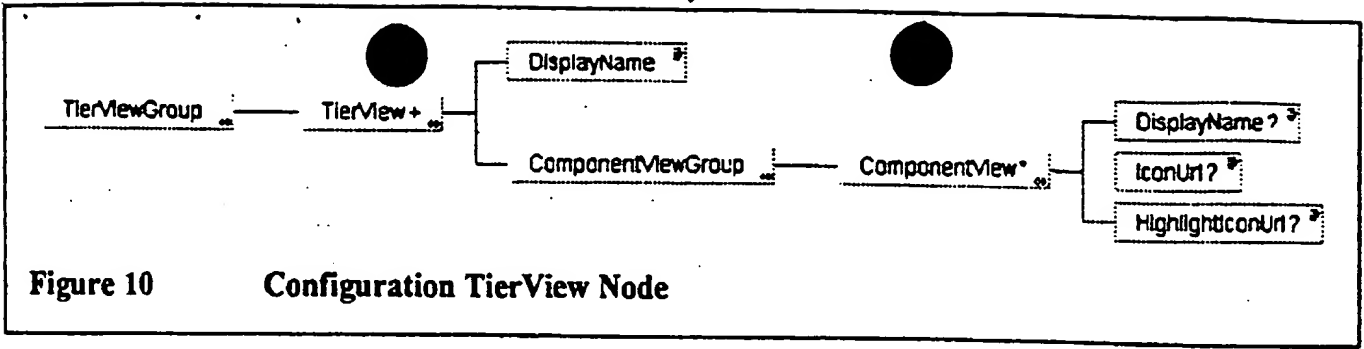 DisplayName
TierViewGroup
TierView+
DisplayName?
ComponentViewGroup
ComponentView*
IconUrl?
HighlightIconUrl?
Figure 10 Configuration TierView Node